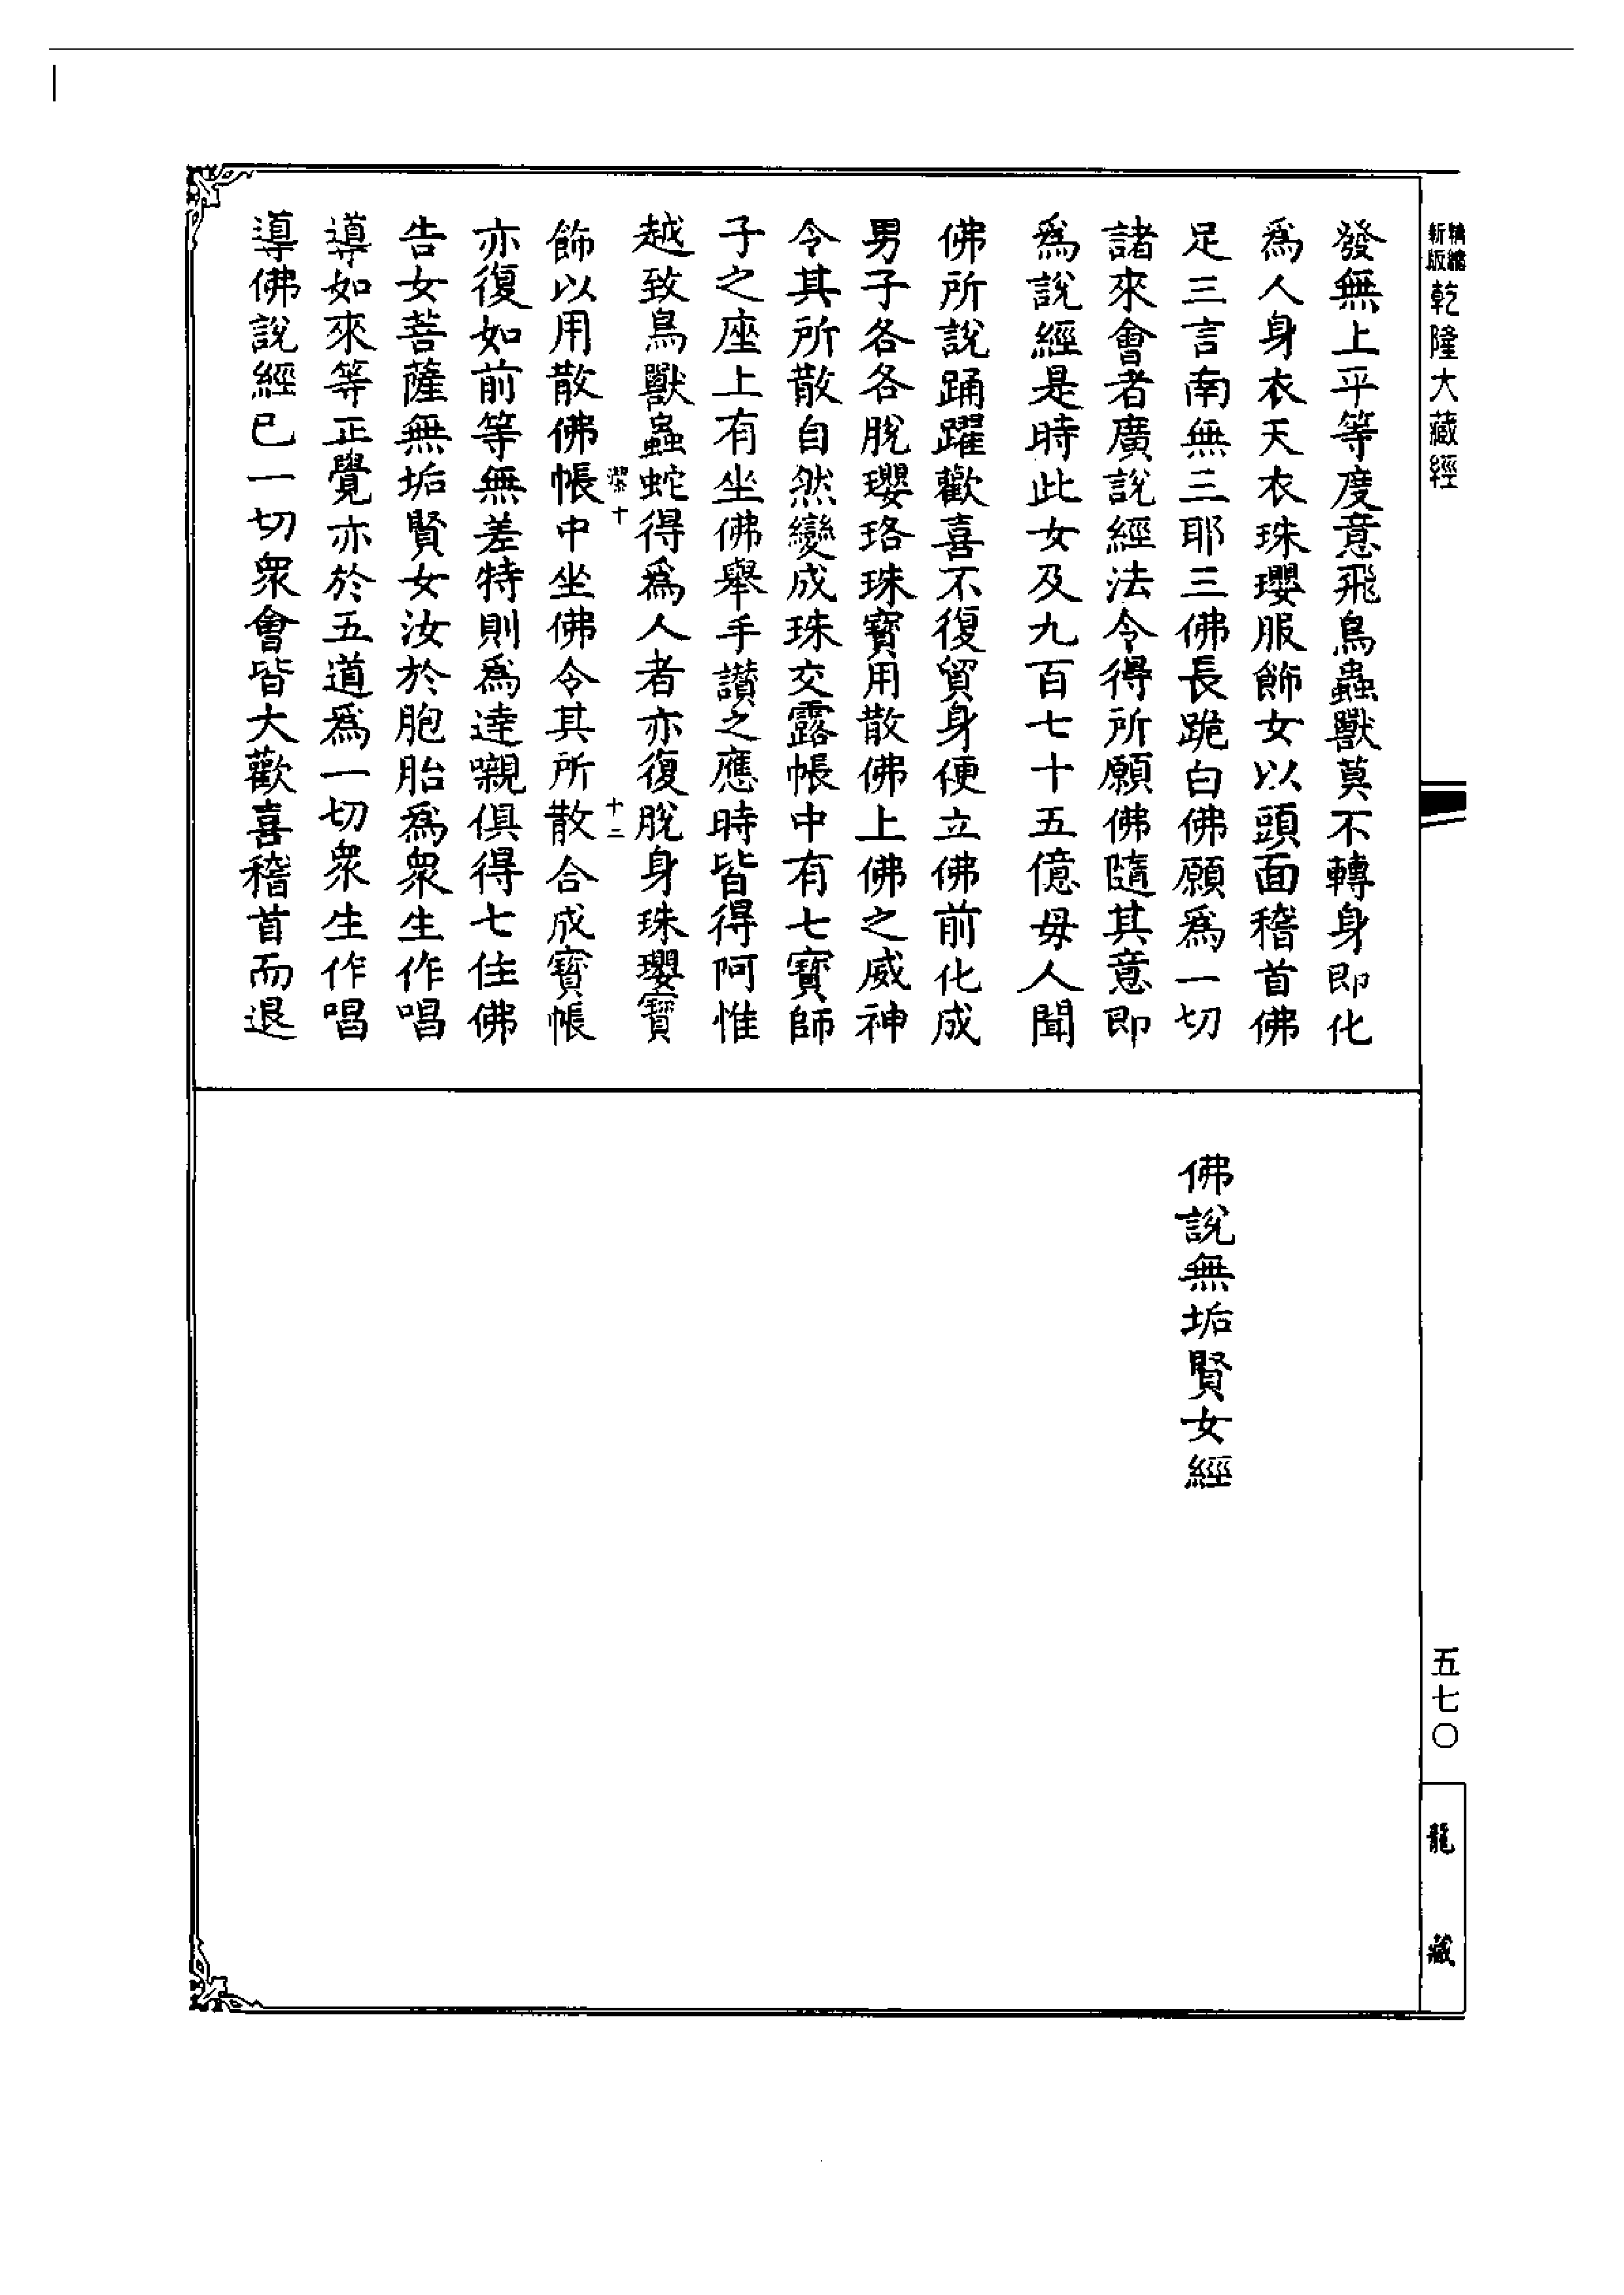 精縮
新版
乾隆大藏經
五七〇
龍藏
發無上平等度意飛鳥蟲獸莫不轉身即化
爲人身衣天衣珠瓔服飾女以頭面稽首佛
足三言南無三耶三佛長跪白佛願爲一切
諸來會者廣說經法令得所願佛隨其意即
爲說經是時此女及九百七十五億母人聞
佛所說踊躍歡喜不復貿身便立佛前化成
男子各各脫瓔珞珠寶用散佛上佛之威神
令其所散自然變成珠交露帳中有七寶師
子之座上有坐佛舉手讃之應時皆得阿惟
越致鳥獸蟲蛇得爲人者亦復脫身珠瓔寶
十
十二
飾以用散佛帳中坐佛令其所散合成寶帳
亦復如前等無差特則爲逹嚫俱得七住佛
告女菩薩無垢賢女汝於胞胎爲衆生作唱
導如來等正覺亦於五道爲一切衆生作唱
導佛說經已一切衆會皆大歡喜稽首而退
佛說無垢賢女經